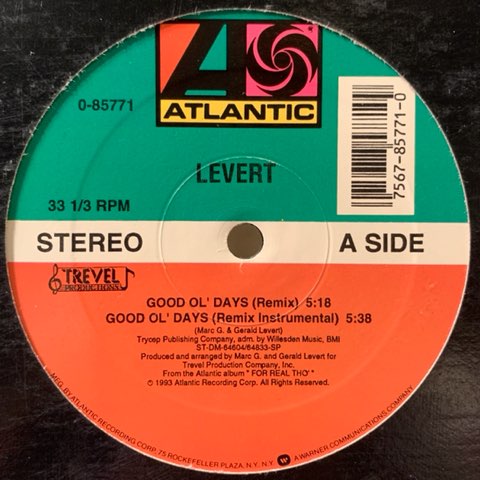 ATLANTIC
0-85771
7567-85771-0
LEVERT
33 1/3 RPM
STEREO
A SIDE
TREVEL
PRODUCTIONS
GOOD OL' DAYS (Remix) 5:18
GOOD OL' DAYS (Remix Instrumental) 5:38
(Marc G. & Gerald Levert)
Trycep Publishing Company, adm. by Willesden Music, BMI
ST-DM-64604/64833-SP
Produced and arranged by Marc G. and Gerald Levert for
Trevel Production Company, Inc.
From the Atlantic album "FOR REAL THO'"
© 1993 Atlantic Recording Corp. All Rights Reserved.
MFG. BY ATLANTIC RECORDING CORP. 75 ROCKEFELLER PLAZA, N.Y. N.Y. A WARNER COMMUNICATIONS COMPANY